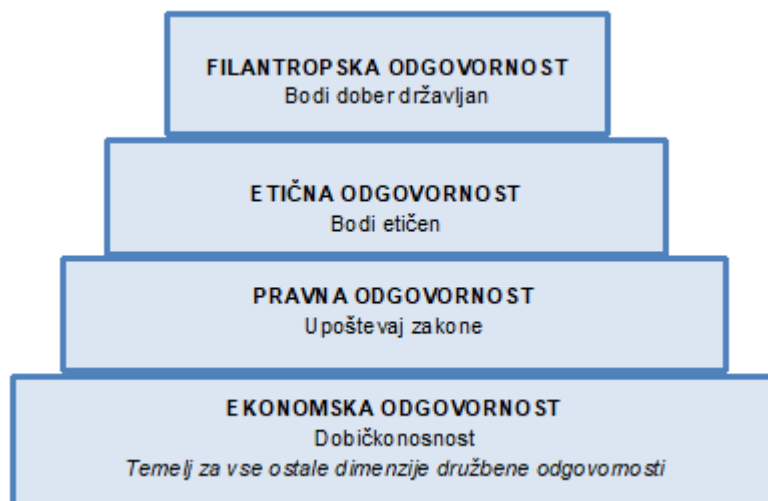 FILANTROPSKA ODGOVORNOST
Bodi dober državljan
ETIČNA ODGOVORNOST
Bodi etičen
PRAVNA ODGOVORNOST
Upoštevaj zakone
EKONOMSKA ODGOVORNOST
Dobičkonosnost
Temelj za vse ostale dimenzije družbene odgovornosti